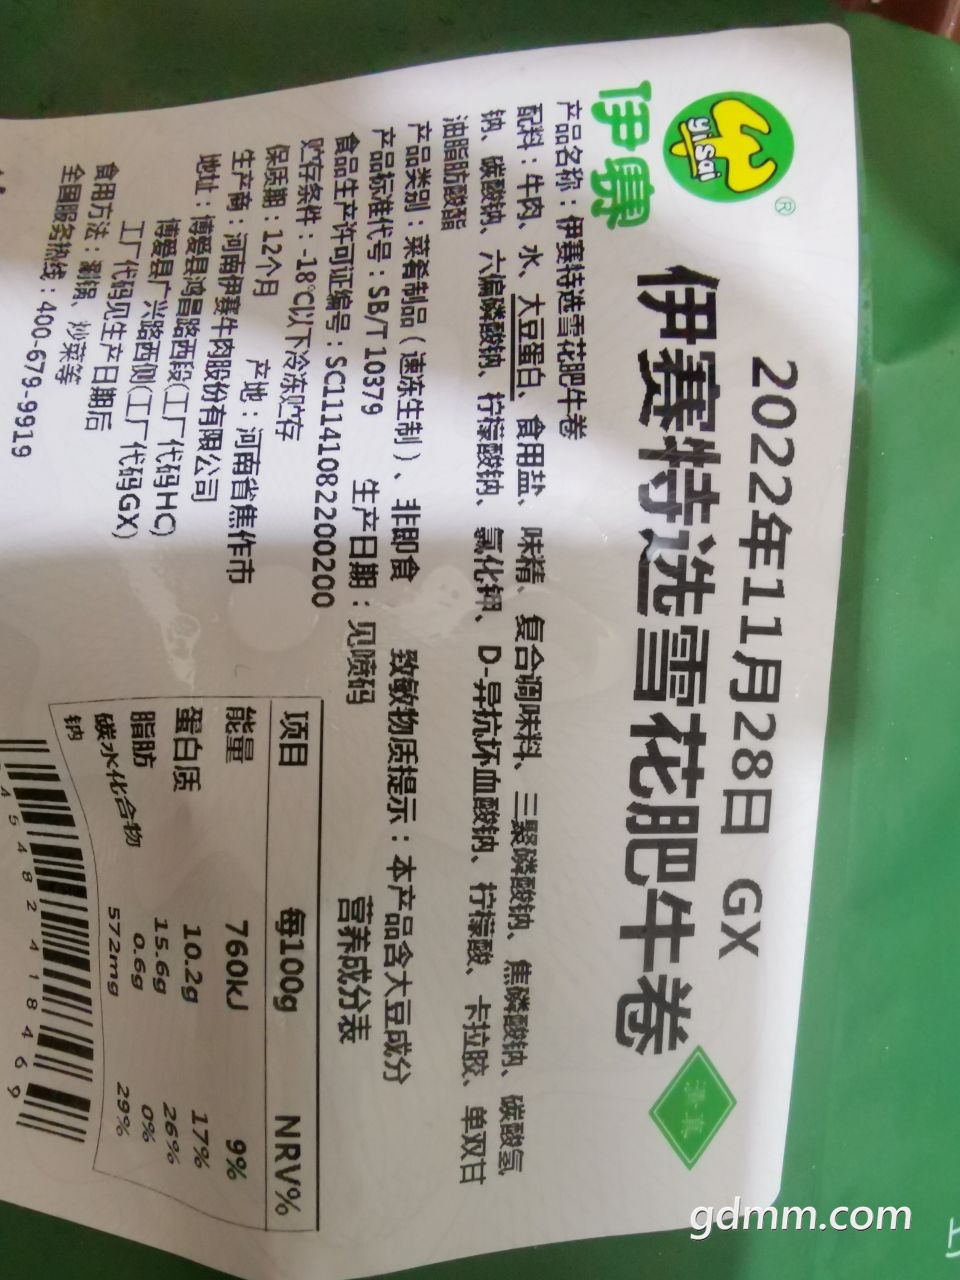 2022年11月28日 GX
yisai
®
伊赛
伊赛特选雪花肥牛卷
清真
产品名称：伊赛特选雪花肥牛卷
配料：牛肉、水、大豆蛋白、食用盐、味精、复合调味料、三聚磷酸钠、焦磷酸钠、碳酸氢
钠、碳酸钠、六偏磷酸钠、柠檬酸钠、氯化钾、D-异抗坏血酸钠、柠檬酸、卡拉胶、单双甘
油脂肪酸酯
产品类别：菜肴制品（速冻生制）、非即食 致敏物质提示：本产品含大豆成分
产品标准代号：SB/T 10379 生产日期：见喷码
食品生产许可证编号：SC11141082200200
贮存条件：-18℃以下冷冻贮存
保质期：12个月 产地：河南省焦作市
生产商：河南伊赛牛肉股份有限公司
地址：博爱县鸿昌路西段(工厂代码HC)
博爱县广兴路西侧(工厂代码GX)
工厂代码见生产日期后
食用方法：涮锅、炒菜等
全国服务热线：400-679-9919
营养成分表
项目 每100g NRV%
能量 760kJ 9%
蛋白质 10.2g 17%
脂肪 15.6g 26%
碳水化合物 0.6g 0%
钠 572mg 29%
gdmm.com